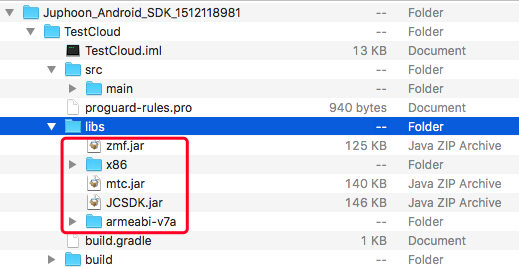 Juphoon_Android_SDK_1512118981 -- Folder
TestCloud -- Folder
TestCloud.iml 13 KB Document
src -- Folder
main -- Folder
proguard-rules.pro 940 bytes Document
libs -- Folder
zmf.jar 125 KB Java ZIP Archive
x86 -- Folder
mtc.jar 140 KB Java ZIP Archive
JCSDK.jar 146 KB Java ZIP Archive
armeabi-v7a -- Folder
build.gradle 1 KB Document
build -- Folder